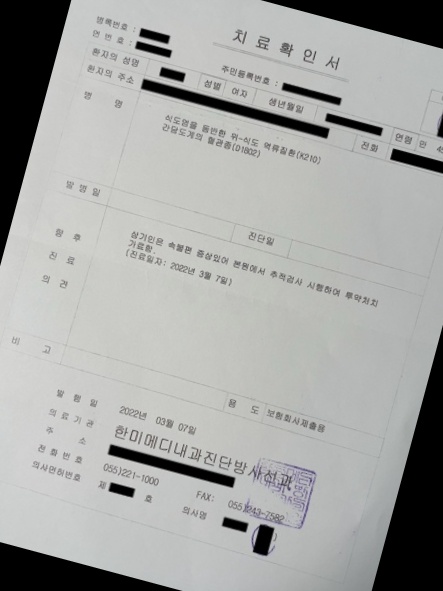 치료확인서
병록번호 :
연 번 호 :
주민등록번호 :
환자의 성명
성별
여자
생년월일
연령
만
환자의 주소
전화
병 명
식도염을 동반한 위-식도 역류질환(K210)
간담도계의 혈관종(D1802)
발 병 일
진단일
향 후
진 료
의 견
상기인은 속불편 증상있어 본원에서 추적검사 시행하여 투약처치
가료함.
(진료일자: 2022년 3월 7일)
비 고
용 도
보험회사제출용
발 행 일
2022년 03월 07일
의 료 기 관
한미메디내과진단방사선과
주 소
전 화 번 호
055)221-1000
FAX:
055)243-7582
의사면허번호
제
호
의사명